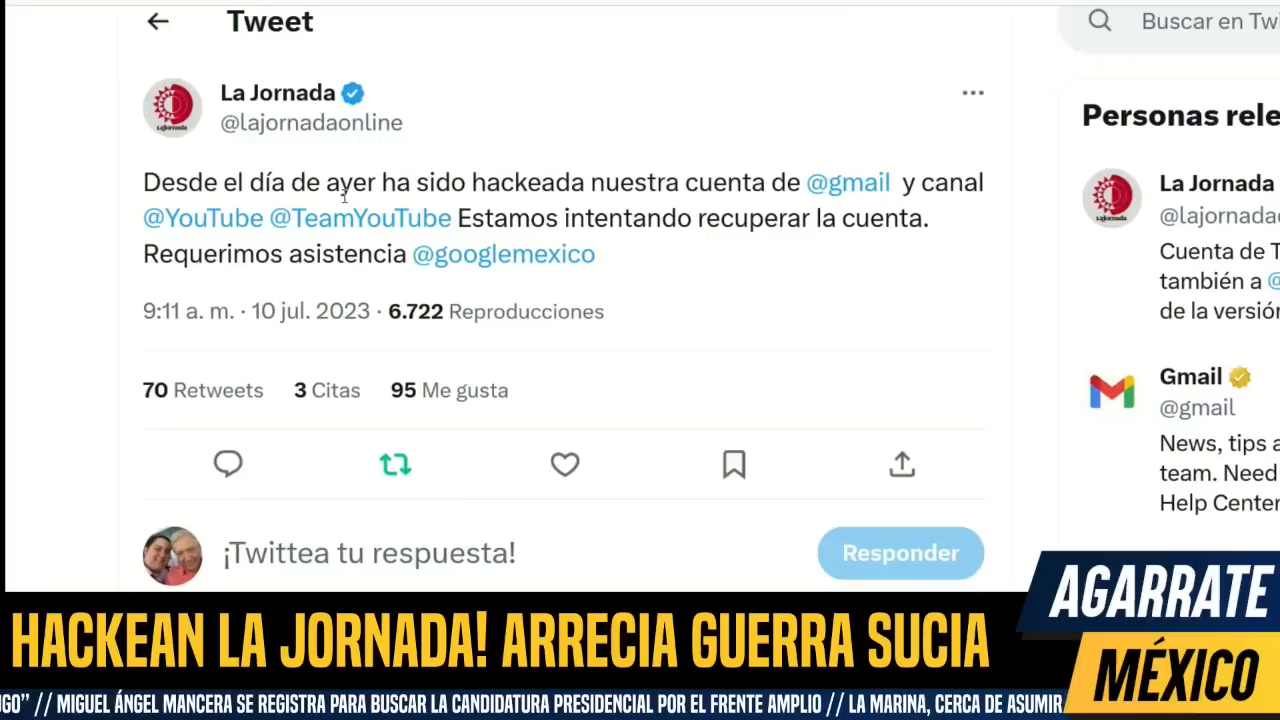 Tweet
Buscar en Twi
La Jornada
@lajornadaonline
Desde el día de ayer ha sido hackeada nuestra cuenta de @gmail y canal
@YouTube @TeamYouTube Estamos intentando recuperar la cuenta.
Requerimos asistencia @googlemexico
9:11 a. m. · 10 jul. 2023 · 6.722 Reproducciones
70 Retweets 3 Citas 95 Me gusta
¡Twittea tu respuesta!
Responder
Personas rele
La Jornada
@lajornada
Cuenta de T
también a @
de la versión
Gmail
@gmail
News, tips a
team. Need
Help Center
HACKEAN LA JORNADA! ARRECIA GUERRA SUCIA
AGARRATE
MÉXICO
OGO” // MIGUEL ÁNGEL MANCERA SE REGISTRA PARA BUSCAR LA CANDIDATURA PRESIDENCIAL POR EL FRENTE AMPLIO // LA MARINA, CERCA DE ASUMIR